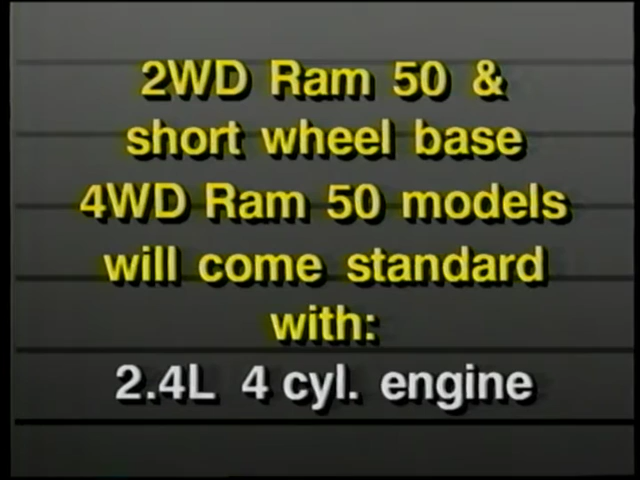 2WD Ram 50 &
short wheel base
4WD Ram 50 models
will come standard
with:
2.4L 4 cyl. engine